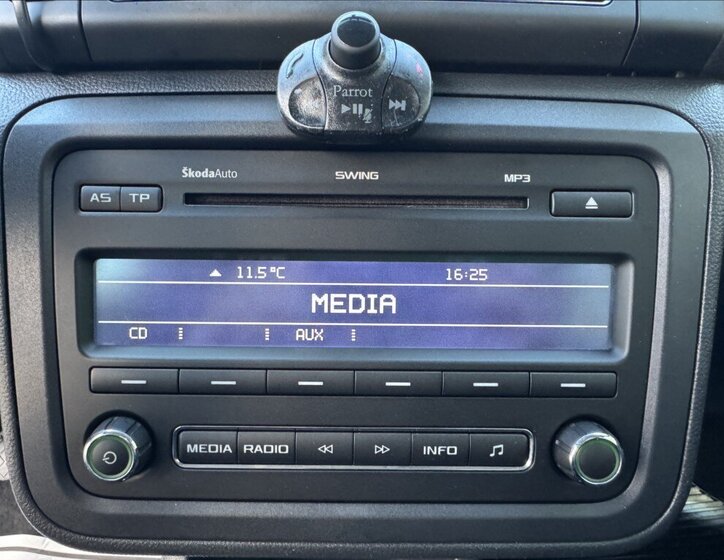 Parrot
ŠkodaAuto SWING MP3
AS TP
11.5°C 16:25
MEDIA
CD AUX
MEDIA RADIO INFO